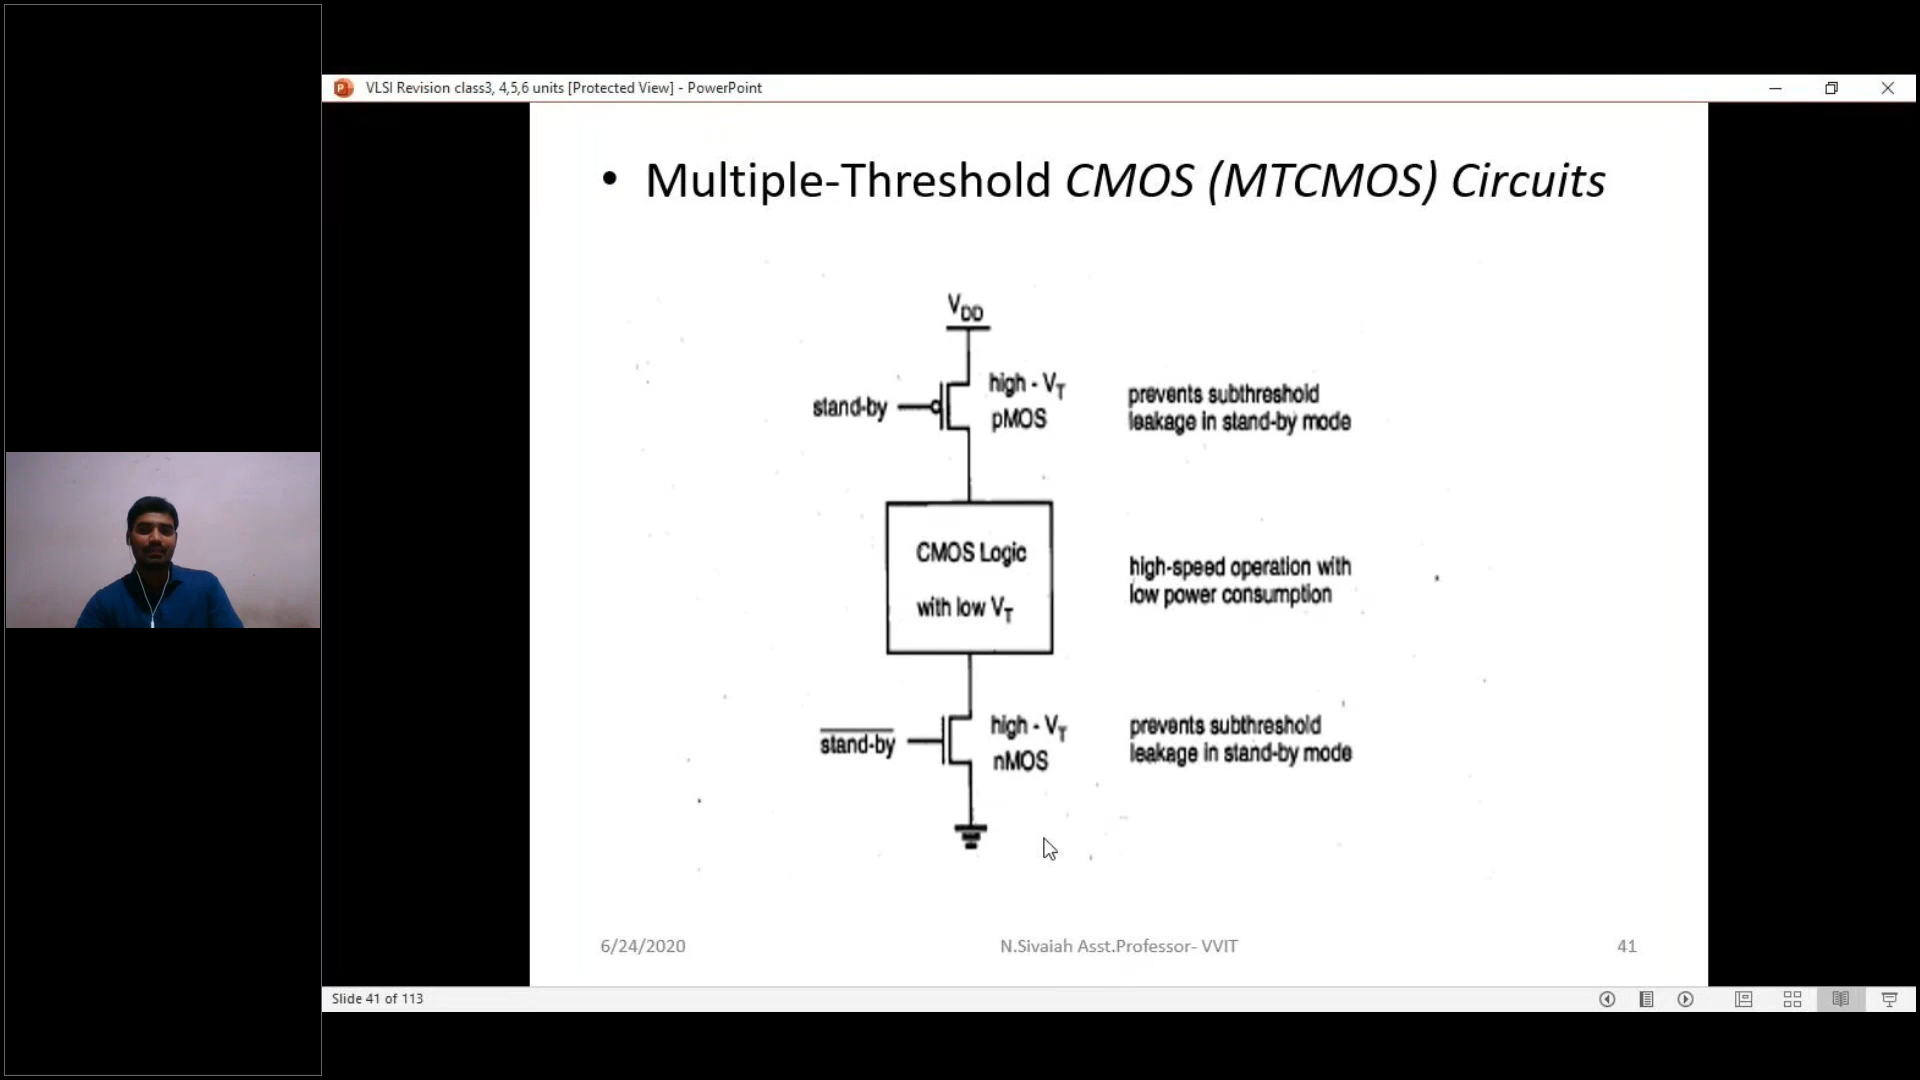 VLSI Revision class3, 4,5,6 units [Protected View] - PowerPoint
• Multiple-Threshold CMOS (MTCMOS) Circuits
VDD
stand-by
high - VT
pMOS
prevents subthreshold
leakage in stand-by mode
CMOS Logic
with low VT
high-speed operation with
low power consumption
stand-by
high - VT
nMOS
prevents subthreshold
leakage in stand-by mode
6/24/2020
N.Sivaiah Asst.Professor- VVIT
41
Slide 41 of 113